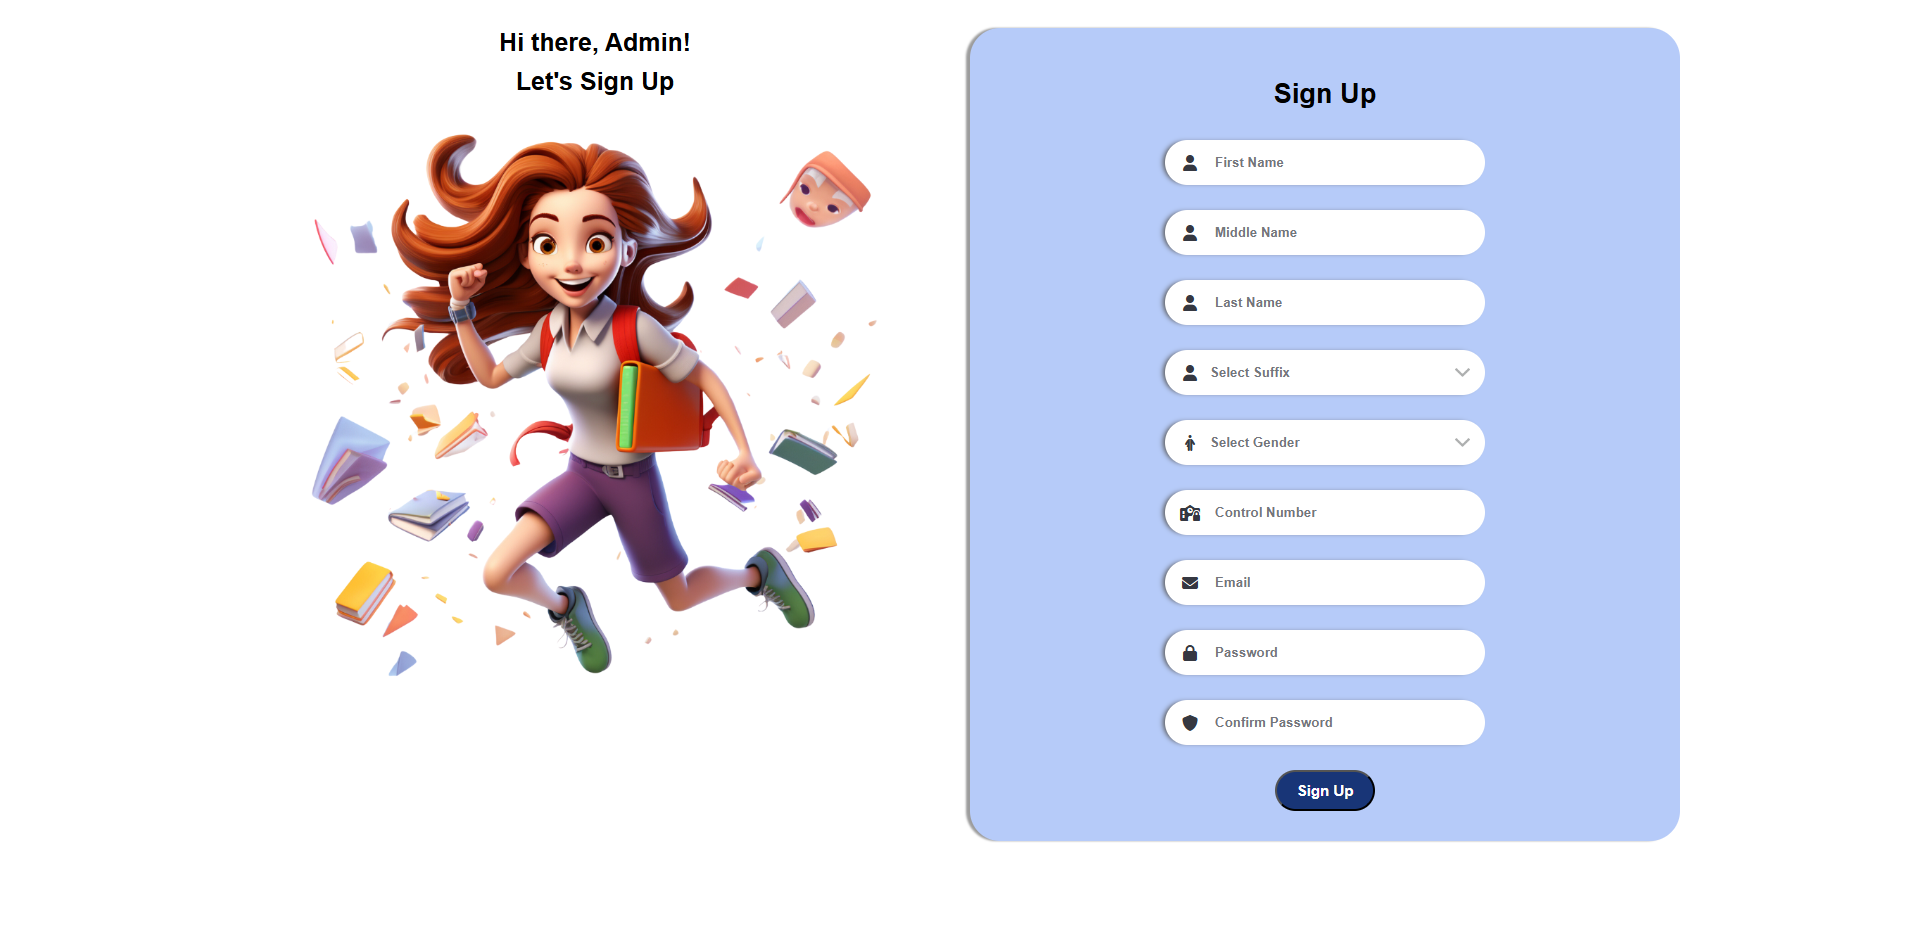 Hi there, Admin!
Let's Sign Up
Sign Up
First Name
Middle Name
Last Name
Select Suffix
Select Gender
Control Number
Email
Password
Confirm Password
Sign Up